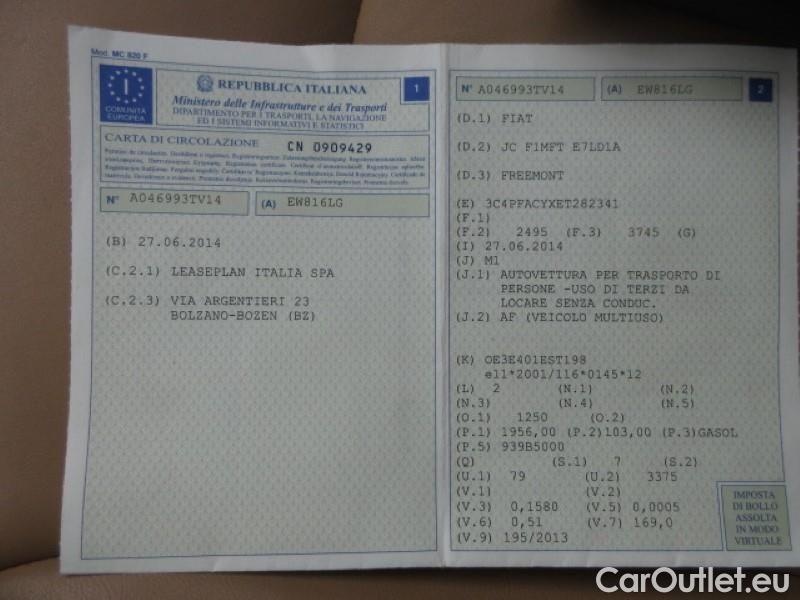 Mod. MC 820 F
I
COMUNITÀ
EUROPEA
REPUBBLICA ITALIANA
Ministero delle Infrastrutture e dei Trasporti
DIPARTIMENTO PER I TRASPORTI, LA NAVIGAZIONE
ED I SISTEMI INFORMATIVI E STATISTICI
1
CARTA DI CIRCOLAZIONE CN 0909429
N° A046993TV14 (A) EW816LG
(B) 27.06.2014
(C.2.1) LEASEPLAN ITALIA SPA
(C.2.3) VIA ARGENTIERI 23
BOLZANO-BOZEN (BZ)
N° A046993TV14 (A) EW816LG 2
(D.1) FIAT
(D.2) JC F1MFT E7LD1A
(D.3) FREEMONT
(E) 3C4PFACYXET282341
(F.1)
(F.2) 2495 (F.3) 3745 (G)
(I) 27.06.2014
(J) M1
(J.1) AUTOVETTURA PER TRASPORTO DI
PERSONE -USO DI TERZI DA
LOCARE SENZA CONDUC.
(J.2) AF (VEICOLO MULTIUSO)
(K) OE3E401EST198
e11*2001/116*0145*12
(L) 2 (N.1) (N.2)
(N.3) (N.4) (N.5)
(O.1) 1250 (O.2)
(P.1) 1956,00 (P.2)103,00 (P.3)GASOL
(P.5) 939B5000
(Q) (S.1) 7 (S.2)
(U.1) 79 (U.2) 3375
(V.1) (V.2)
(V.3) 0,1580 (V.5) 0,0005
(V.6) 0,51 (V.7) 169,0
(V.9) 195/2013
IMPOSTA
DI BOLLO
ASSOLTA
IN MODO
VIRTUALE
CarOutlet.eu